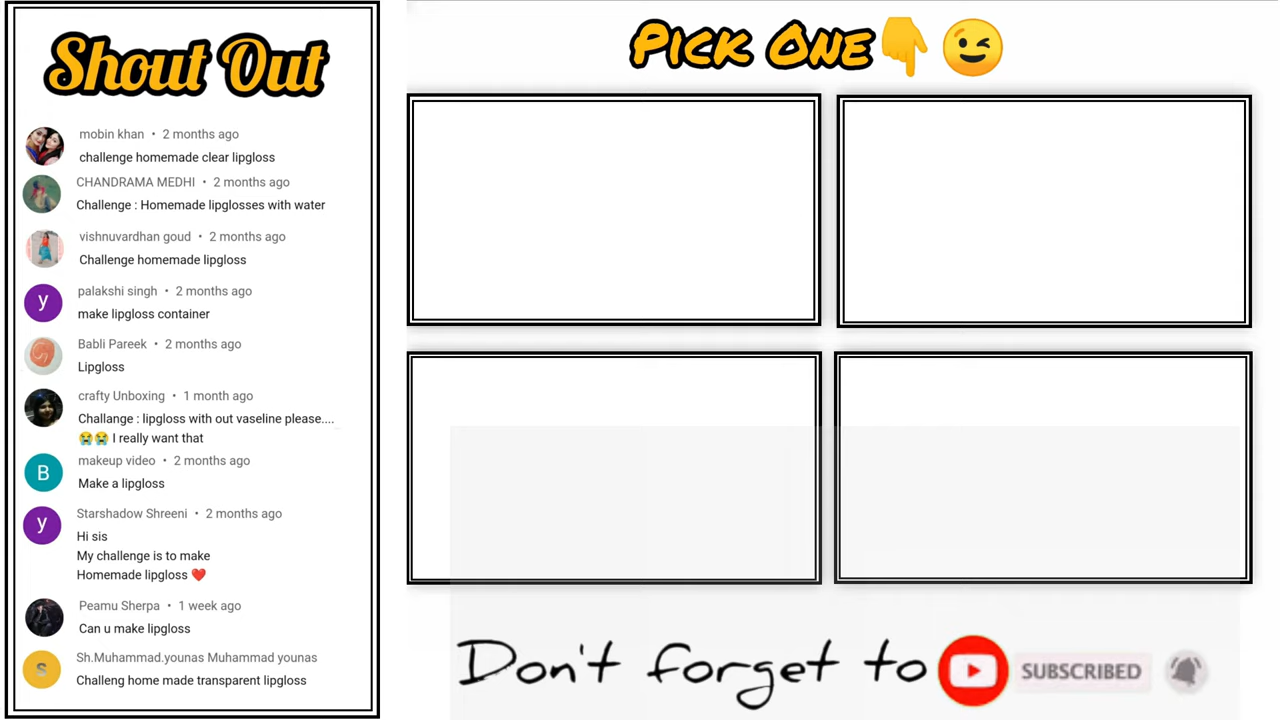 Shout Out
mobin khan • 2 months ago
challenge homemade clear lipgloss
CHANDRAMA MEDHI • 2 months ago
Challenge : Homemade lipglosses with water
vishnuvardhan goud • 2 months ago
Challenge homemade lipgloss
y
palakshi singh • 2 months ago
make lipgloss container
Babli Pareek • 2 months ago
Lipgloss
crafty Unboxing • 1 month ago
Challange : lipgloss with out vaseline please....
😭😭 I really want that
B
makeup video • 2 months ago
Make a lipgloss
y
Starshadow Shreeni • 2 months ago
Hi sis
My challenge is to make
Homemade lipgloss ❤️
Peamu Sherpa • 1 week ago
Can u make lipgloss
S
Sh.Muhammad.younas Muhammad younas
Challeng home made transparent lipgloss
Pick One👇😉
Don't forget to SUBSCRIBED